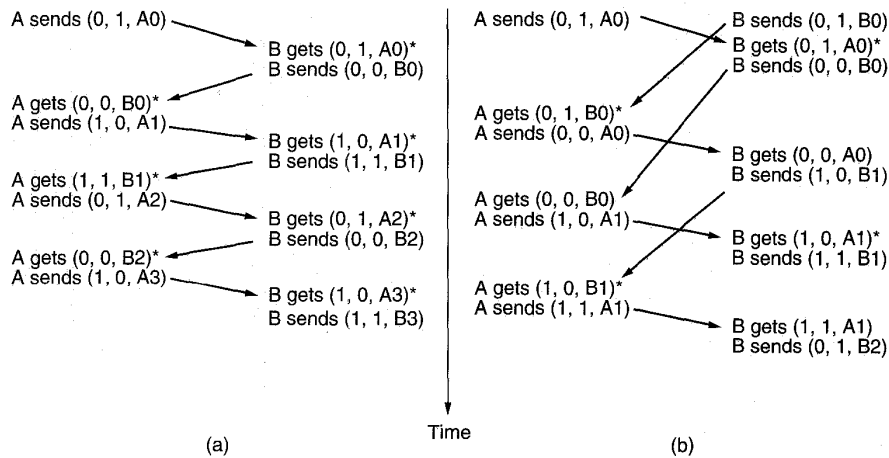 A sends (0, 1, A0)
B gets (0, 1, A0)*
B sends (0, 0, B0)
A gets (0, 0, B0)*
A sends (1, 0, A1)
B gets (1, 0, A1)*
B sends (1, 1, B1)
A gets (1, 1, B1)*
A sends (0, 1, A2)
B gets (0, 1, A2)*
B sends (0, 0, B2)
A gets (0, 0, B2)*
A sends (1, 0, A3)
B gets (1, 0, A3)*
B sends (1, 1, B3)
(a)
Time
A sends (0, 1, A0)
B sends (0, 1, B0)
B gets (0, 1, A0)*
B sends (0, 0, B0)
A gets (0, 1, B0)*
A sends (0, 0, A0)
B gets (0, 0, A0)
B sends (1, 0, B1)
A gets (0, 0, B0)
A sends (1, 0, A1)
B gets (1, 0, A1)*
B sends (1, 1, B1)
A gets (1, 0, B1)*
A sends (1, 1, A1)
B gets (1, 1, A1)
B sends (0, 1, B2)
(b)